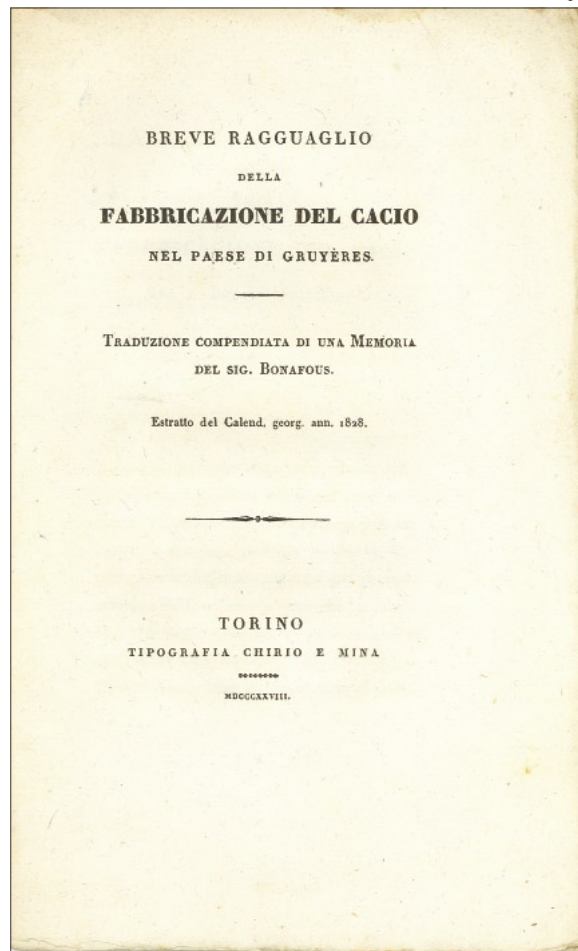 BREVE RAGGUAGLIO
DELLA
FABBRICAZIONE DEL CACIO
NEL PAESE DI GRUYÈRES.
TRADUZIONE COMPENDIATA DI UNA MEMORIA
DEL SIG. BONAFOUS.
Estratto del Calend. georg. ann. 1828.
TORINO
TIPOGRAFIA CHIRIO E MINA
MDCCCXXVIII.